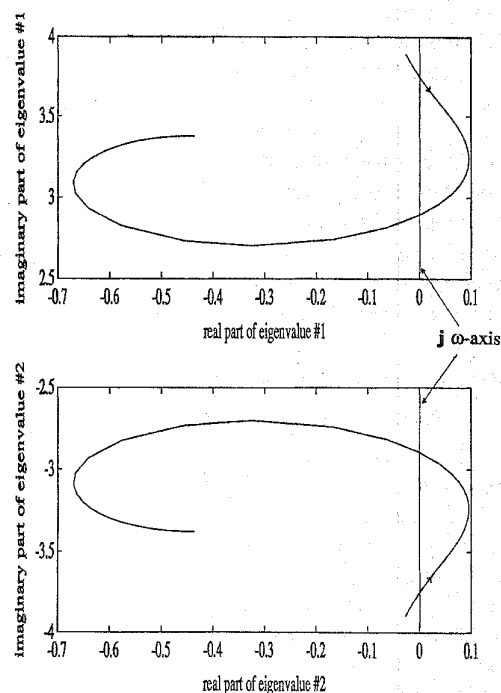 imaginary part of eigenvalue #1
4
3.5
3
2.5
-0.7 -0.6 -0.5 -0.4 -0.3 -0.2 -0.1 0 0.1
real part of eigenvalue #1
j ω-axis
imaginary part of eigenvalue #2
-2.5
-3
-3.5
-4
-0.7 -0.6 -0.5 -0.4 -0.3 -0.2 -0.1 0 0.1
real part of eigenvalue #2